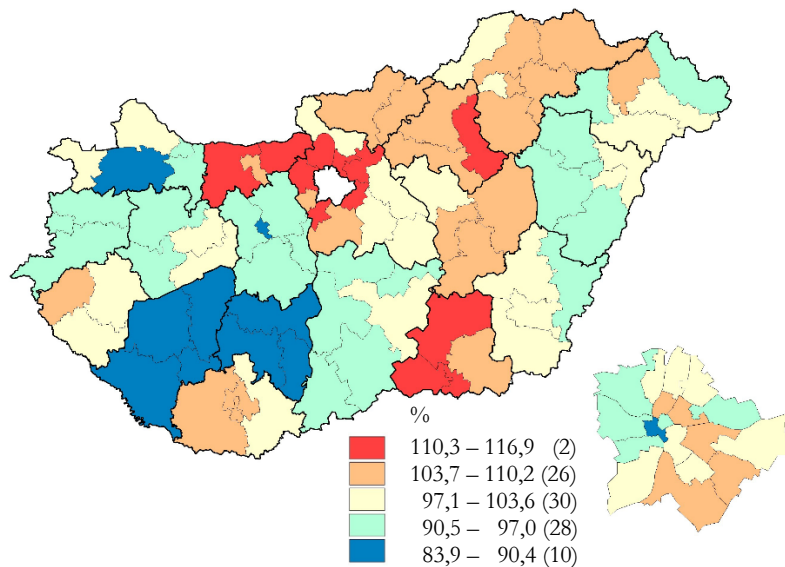 %
110,3 – 116,9 (2)
103,7 – 110,2 (26)
97,1 – 103,6 (30)
90,5 – 97,0 (28)
83,9 – 90,4 (10)